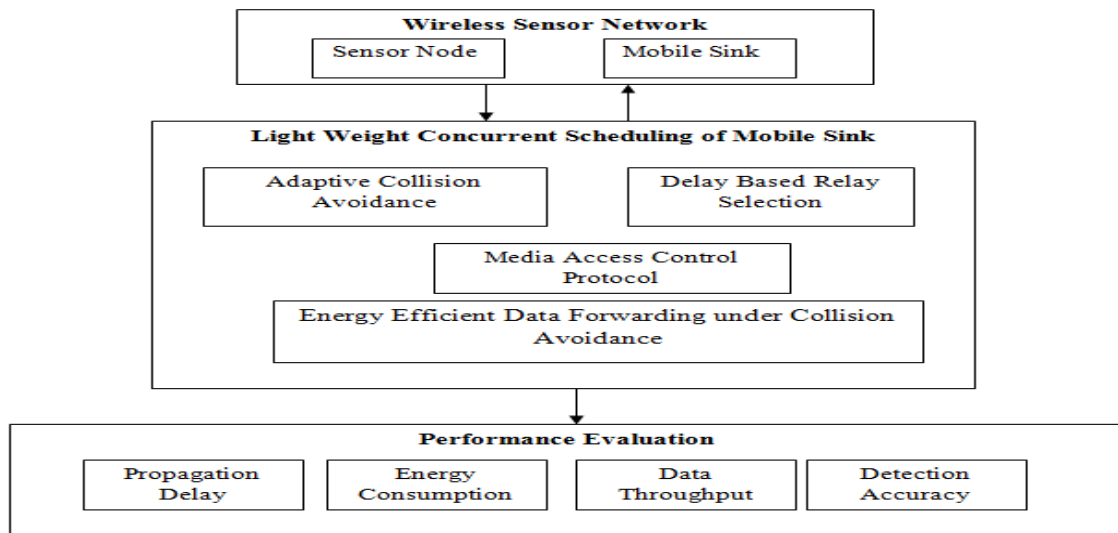 Wireless Sensor Network
Sensor Node
Mobile Sink
Light Weight Concurrent Scheduling of Mobile Sink
Adaptive Collision
Avoidance
Delay Based Relay
Selection
Media Access Control
Protocol
Energy Efficient Data Forwarding under Collision
Avoidance
Performance Evaluation
Propagation
Delay
Energy
Consumption
Data
Throughput
Detection
Accuracy